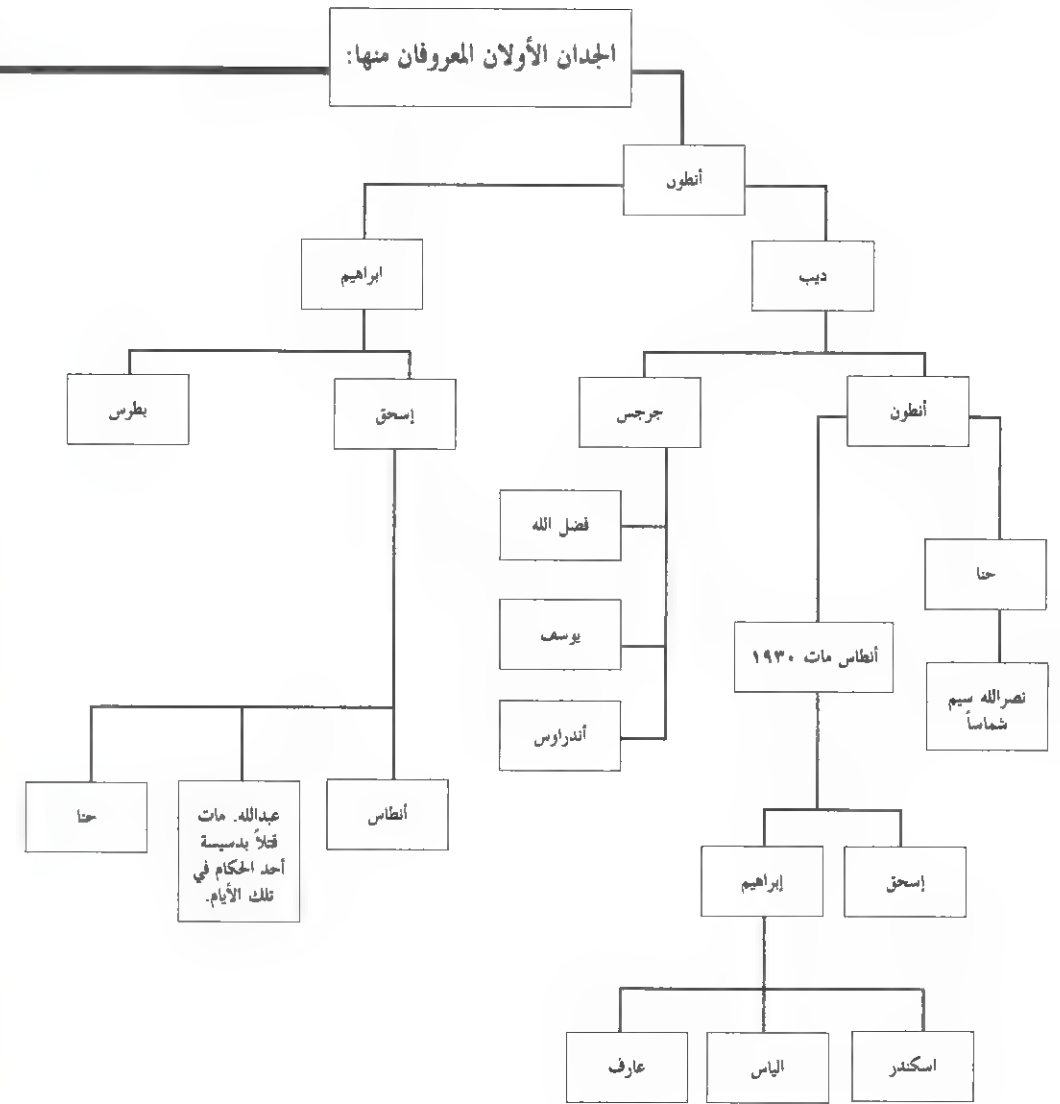 الجدان الأولان المعروفان منها:
أنطون
ابراهيم
ديب
بطرس
إسحق
جرجس
أنطون
فضل الله
حنا
يوسف
أنطاس مات ١٩٣٠
نصرالله سيم
شماساً
أندراوس
حنا
عبدالله. مات
قتلاً بدسيسة
أحد الحكام في
تلك الأيام.
أنطاس
إبراهيم
إسحق
عارف
الياس
اسكندر